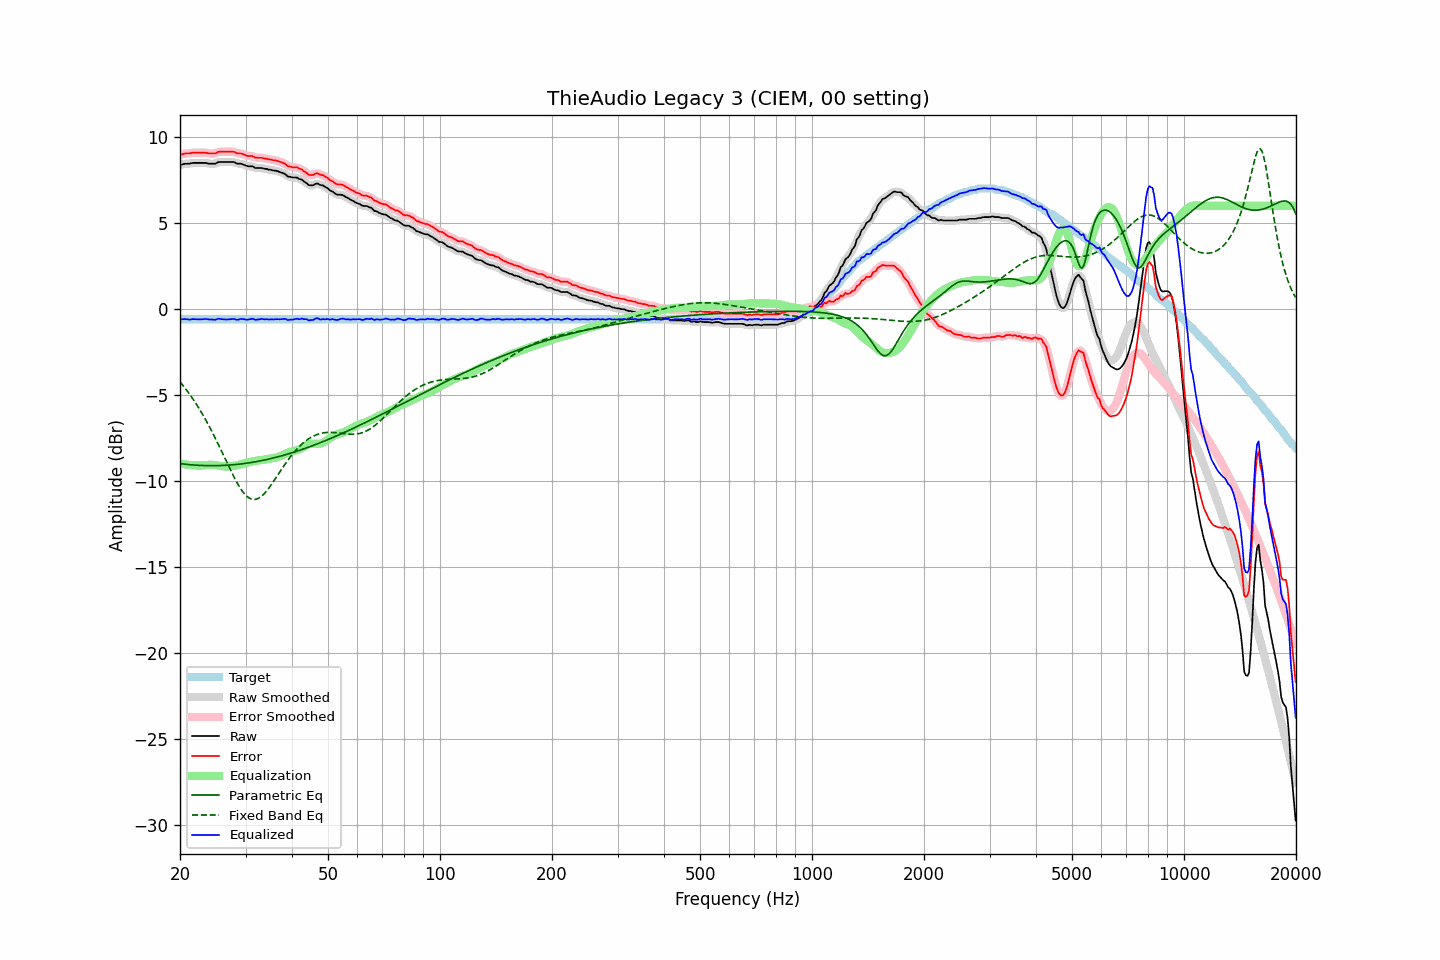 ThieAudio Legacy 3 (CIEM, 00 setting)
10
5
0
−5
−10
−15
−20
−25
−30
Amplitude (dBr)
Target
Raw Smoothed
Error Smoothed
Raw
Error
Equalization
Parametric Eq
Fixed Band Eq
Equalized
20 50 100 200 500 1000 2000 5000 10000 20000
Frequency (Hz)